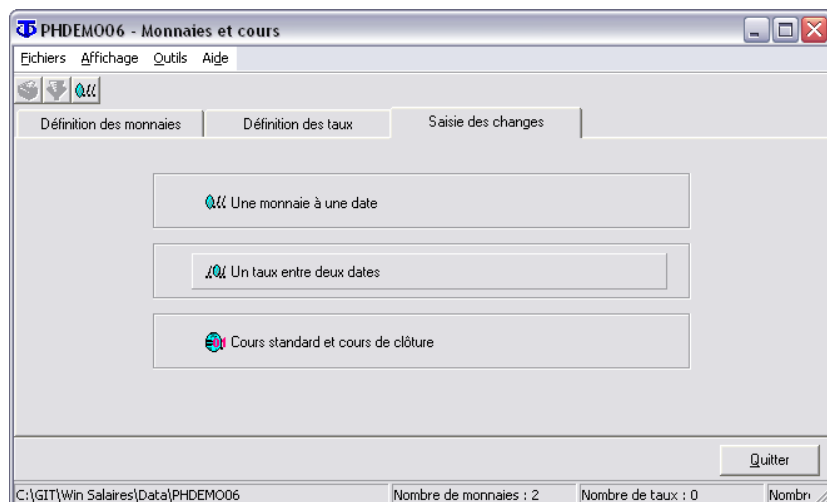 PHDEMO06 - Monnaies et cours
Fichiers Affichage Outils Aide
Définition des monnaies Définition des taux Saisie des changes
Une monnaie à une date
Un taux entre deux dates
Cours standard et cours de clôture
Quitter
C:\GIT\Win Salaires\Data\PHDEMO06 Nombre de monnaies : 2 Nombre de taux : 0